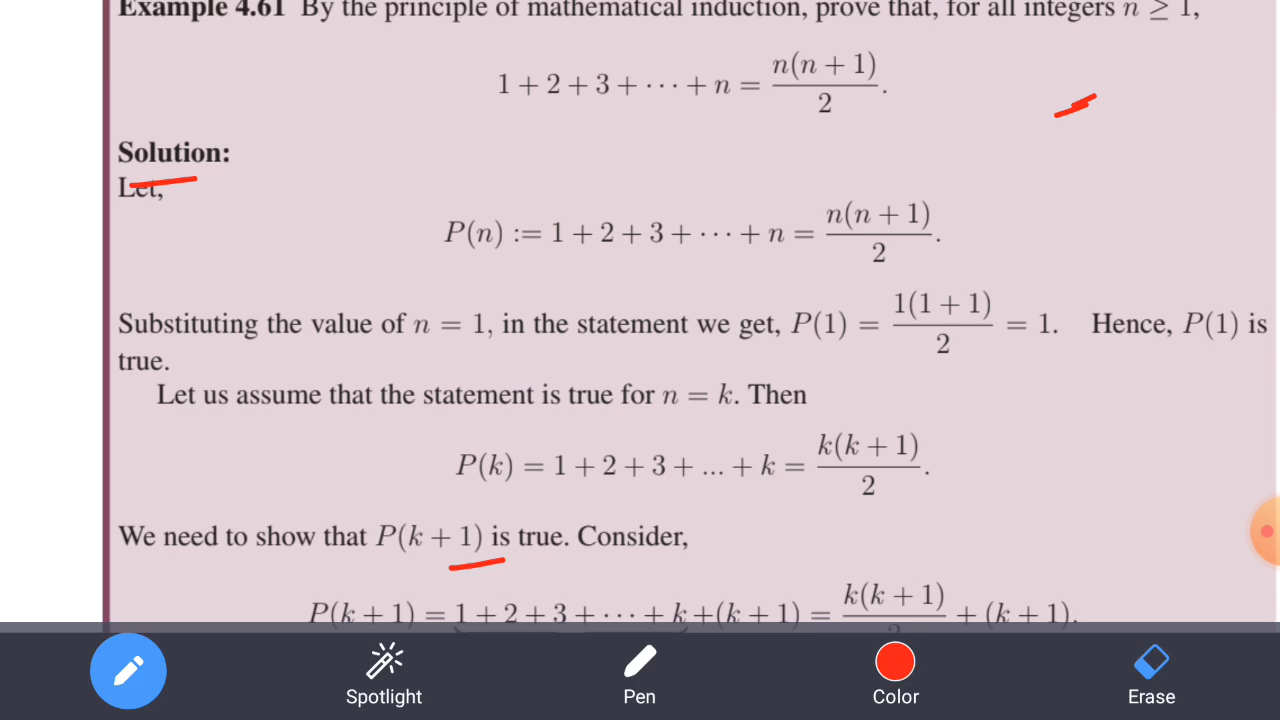 Example 4.61 By the principle of mathematical induction, prove that, for all integers n ≥ 1,
1 + 2 + 3 + ··· + n = n(n + 1)/2.
Solution:
Let,
P(n) := 1 + 2 + 3 + ··· + n = n(n + 1)/2.
Substituting the value of n = 1, in the statement we get, P(1) = 1(1 + 1)/2 = 1. Hence, P(1) is
true.
Let us assume that the statement is true for n = k. Then
P(k) = 1 + 2 + 3 + ... + k = k(k + 1)/2.
We need to show that P(k + 1) is true. Consider,
P(k + 1) = 1 + 2 + 3 + ··· + k +(k + 1) = k(k + 1)/2 + (k + 1).
Spotlight Pen Color Erase